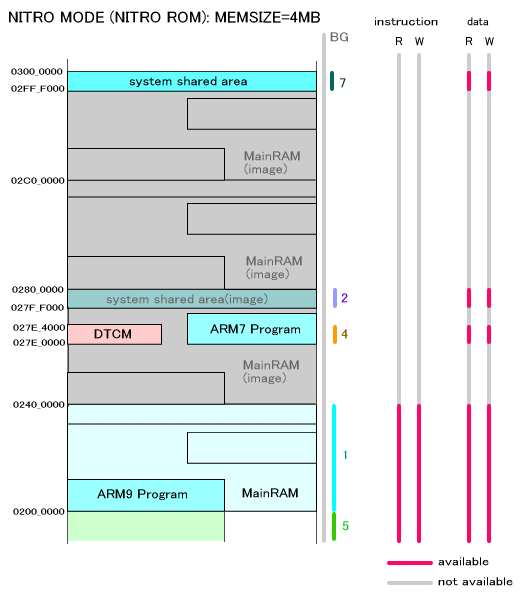 NITRO MODE (NITRO ROM): MEMSIZE=4MB
instruction data
BG R W R W
0300_0000
system shared area 7
02FF_F000
MainRAM
(image)
02C0_0000
MainRAM
(image)
0280_0000
system shared area(image) 2
027F_F000
027E_4000
DTCM ARM7 Program 4
027E_0000
MainRAM
(image)
0240_0000
1
ARM9 Program MainRAM
0200_0000
5
available
not available